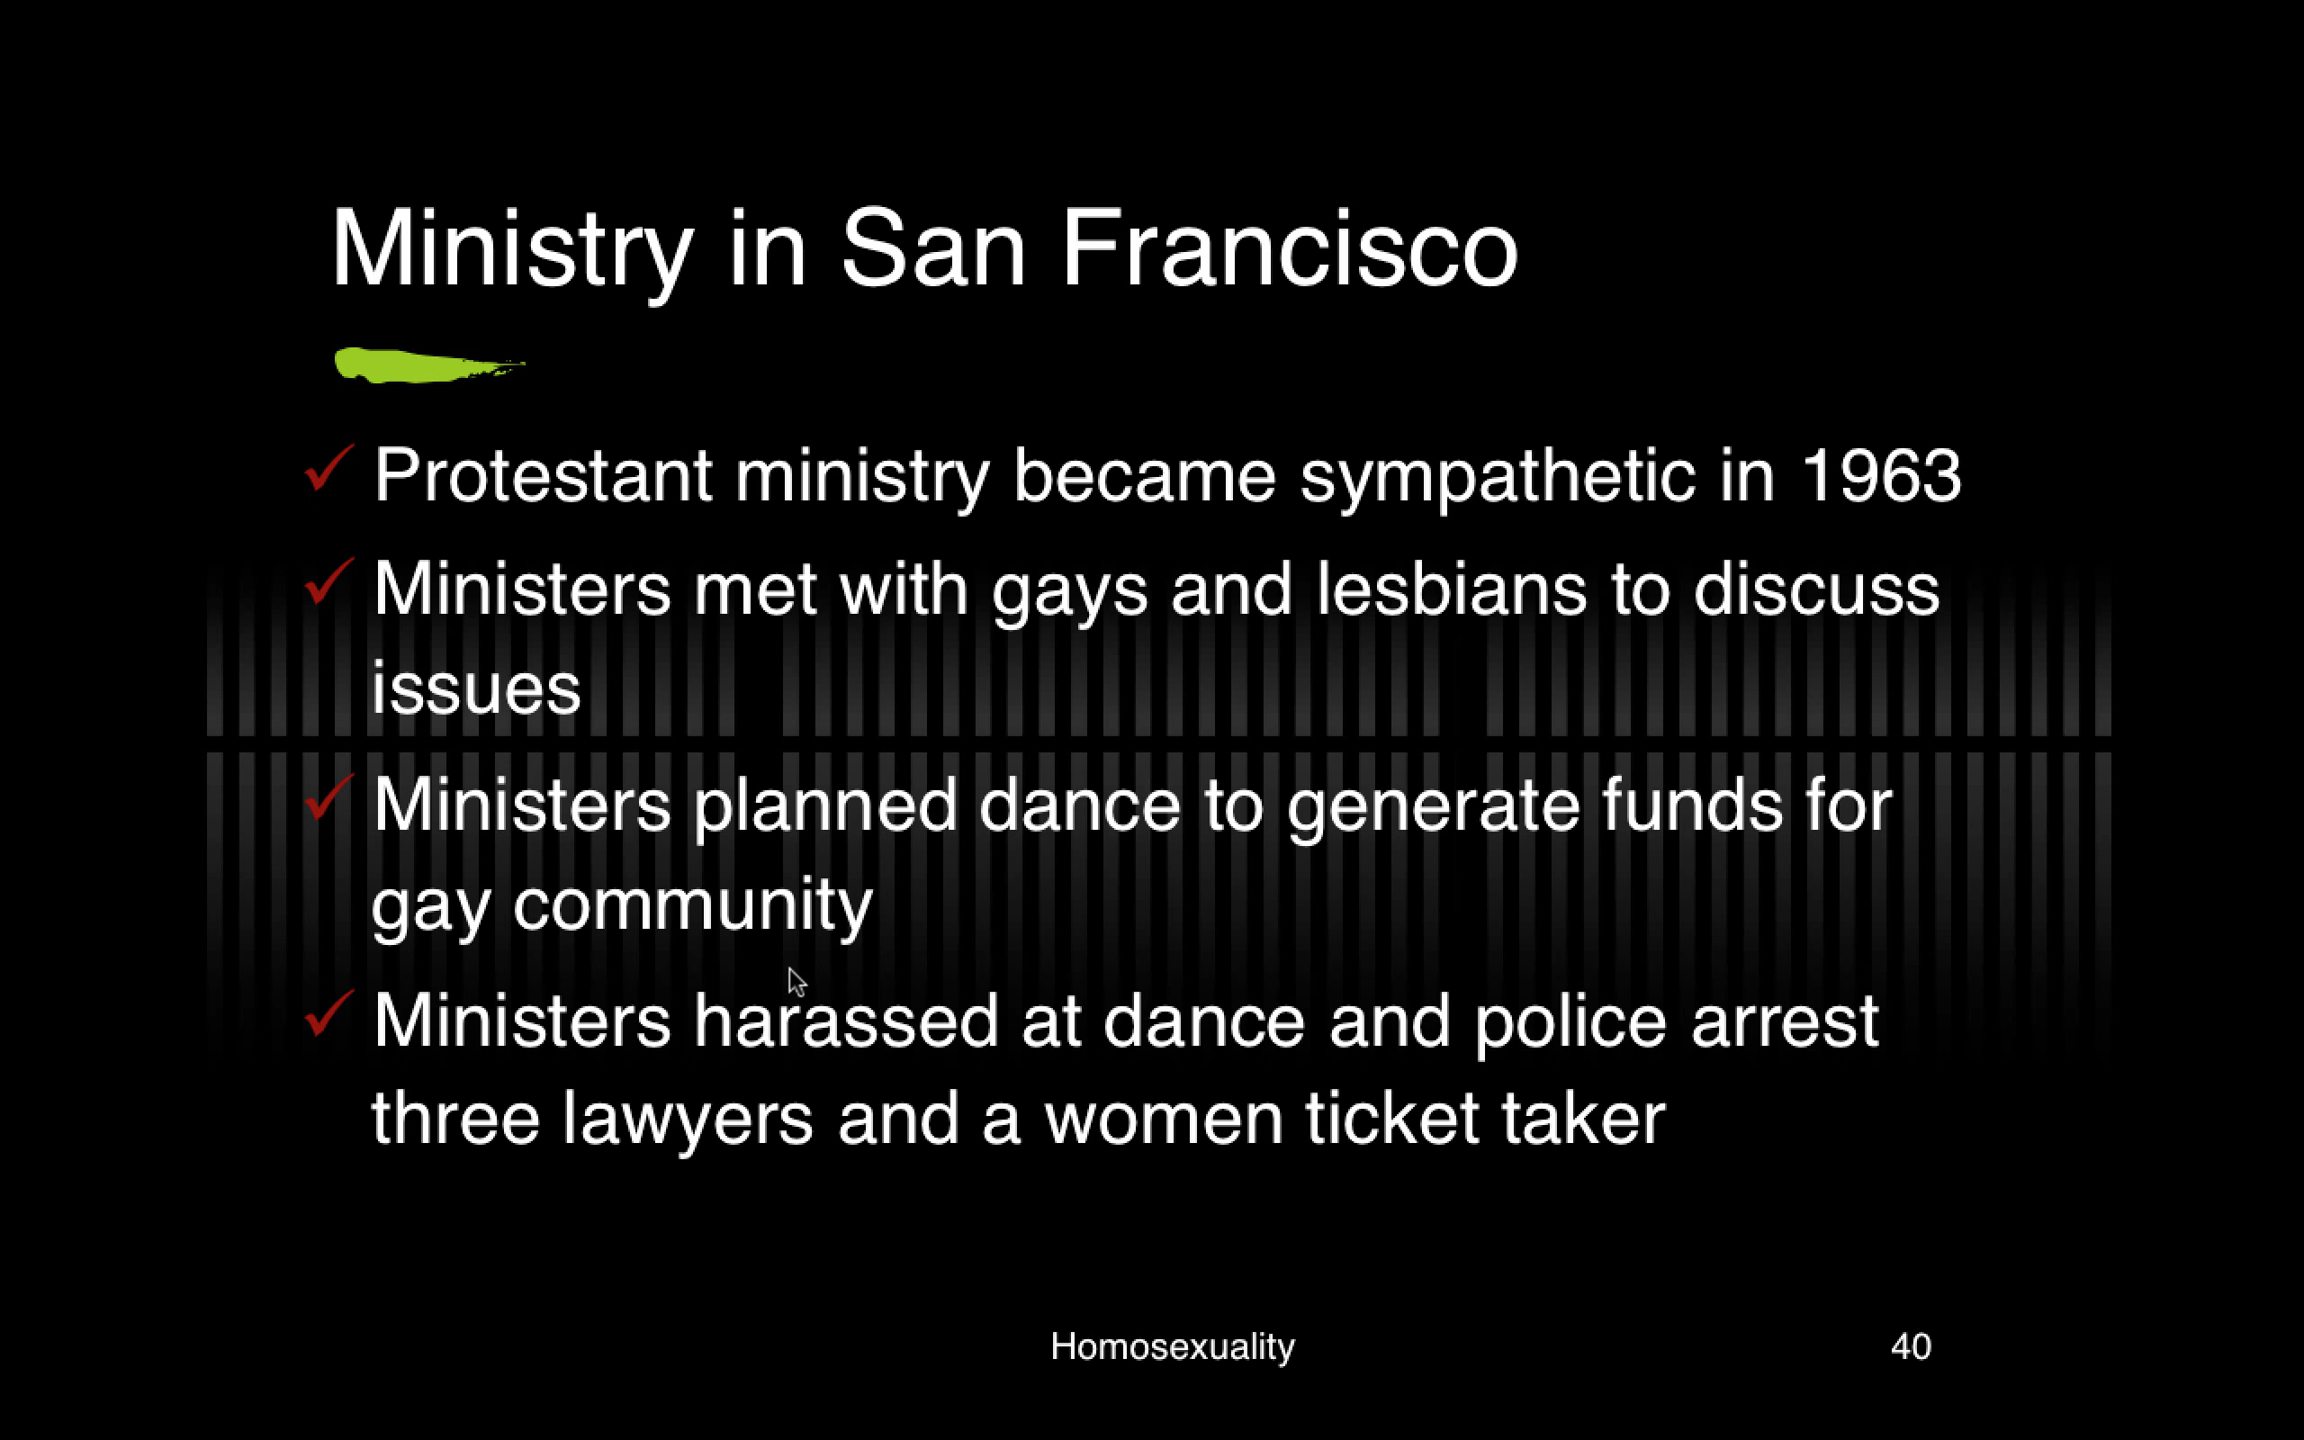 Ministry in San Francisco
Protestant ministry became sympathetic in 1963
Ministers met with gays and lesbians to discuss
issues
Ministers planned dance to generate funds for
gay community
Ministers harassed at dance and police arrest
three lawyers and a women ticket taker
Homosexuality
40